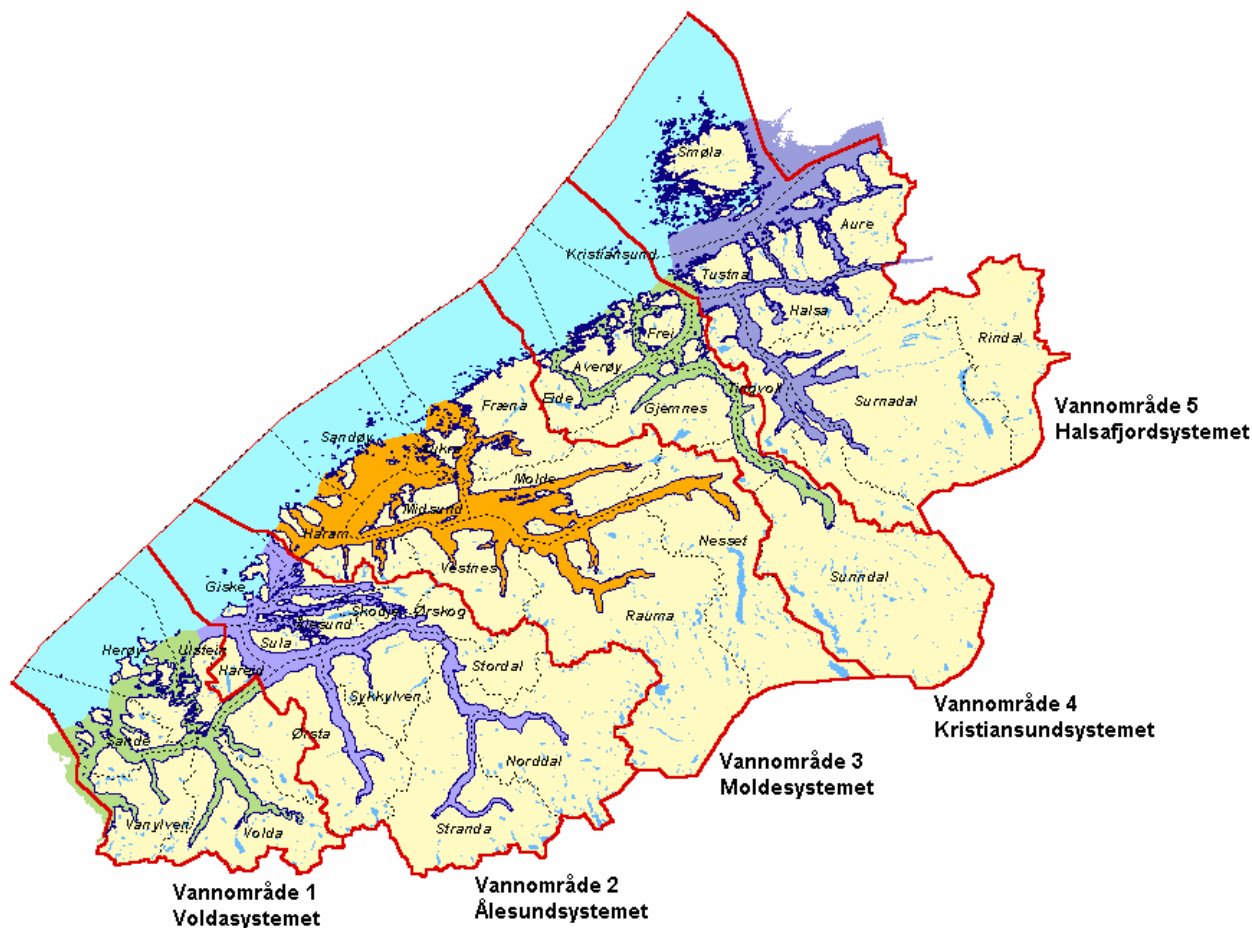 Smøla
Aure
Kristiansund
Tustna
Halsa
Rindal
Frei
Averøy
Tingvoll
Eide
Fræna
Gjemnes
Surnadal
Vannområde 5
Halsafjordsystemet
Sandøy
Aukra
Molde
Midsund
Haram
Nesset
Vestnes
Sunndal
Giske
Skodje Ørskog
Rauma
Ålesund
Herøy
Ulstein
Sula
Hareid
Stordal
Sykkylven
Vannområde 4
Kristiansundsystemet
Sande
Ørsta
Norddal
Vannområde 3
Moldesystemet
Vanylven
Volda
Stranda
Vannområde 1
Voldasystemet
Vannområde 2
Ålesundsystemet